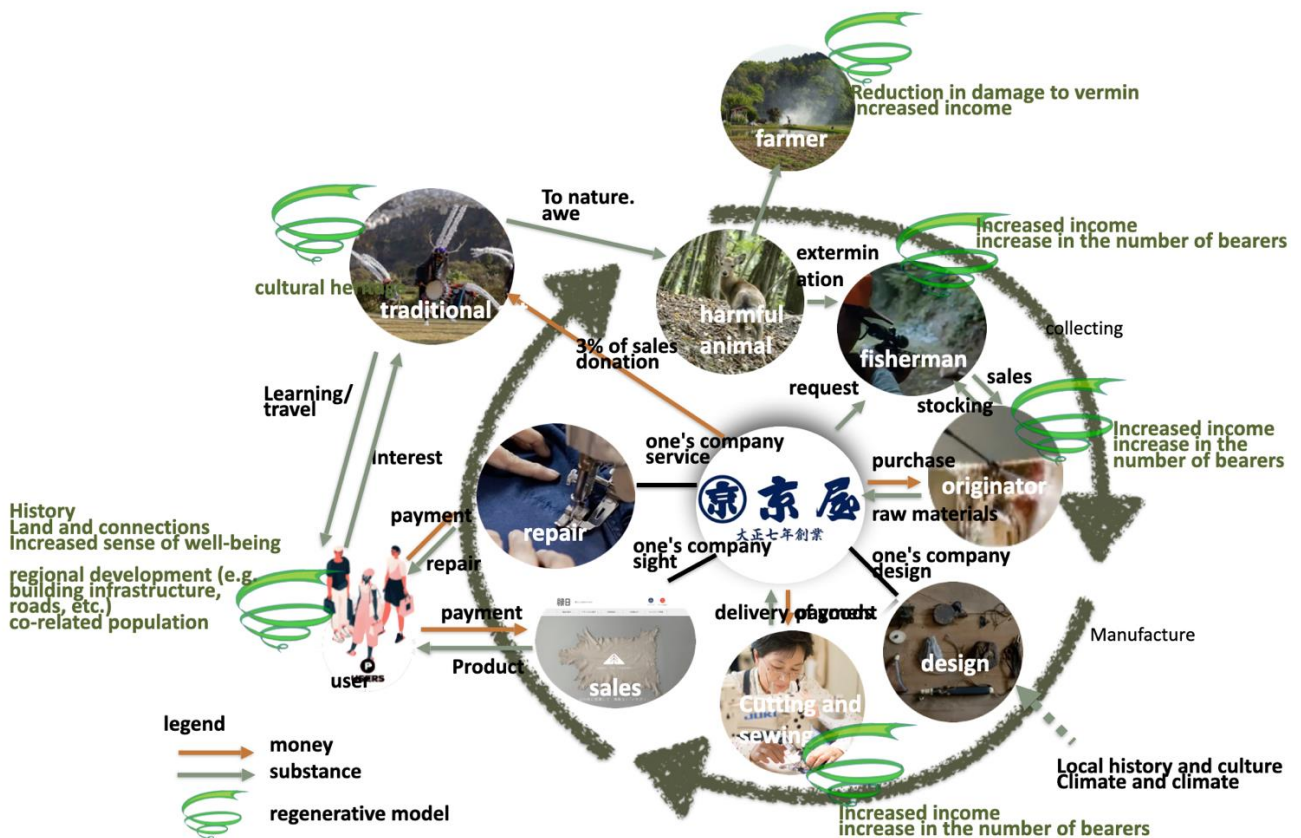 Reduction in damage to vermin
increased income
farmer
To nature.
awe
Increased income
increase in the number of bearers
extermin
ation
cultural heritage
traditional
harmful
animal
fisherman
collecting
3% of sales
donation
request
sales
stocking
Learning/
travel
Increased income
increase in the
number of bearers
one's company
service
purchase
Interest
originator
京 京屋
大正七年創業
raw materials
History
Land and connections
Increased sense of well-being
payment
repair
one's company
sight
one's company
design
repair
regional development (e.g.
building infrastructure,
roads, etc.)
co-related population
payment
delivery of goods
payment
Manufacture
Product
design
user
USERS
sales
Cutting and
sewing
JUKI
legend
money
substance
Local history and culture
Climate and climate
regenerative model
Increased income
increase in the number of bearers